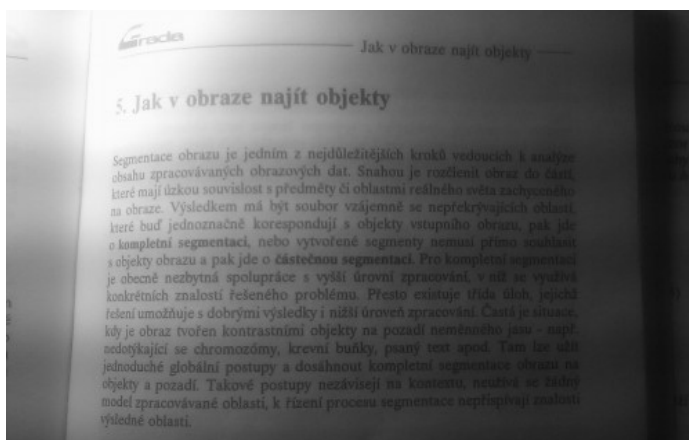 Grada
Jak v obraze najít objekty
5. Jak v obraze najít objekty
Segmentace obrazu je jedním z nejdůležitějších kroků vedoucích k analýze
obsahu zpracovávaných obrazových dat. Snahou je rozčlenit obraz do částí,
které mají úzkou souvislost s předměty či oblastmi reálného světa zachyceného
na obraze. Výsledkem má být soubor vzájemně se nepřekrývajících oblastí,
které buď jednoznačně korespondují s objekty vstupního obrazu, pak jde
o kompletní segmentaci, nebo vytvořené segmenty nemusí přímo souhlasit
s objekty obrazu a pak jde o částečnou segmentaci. Pro kompletní segmentaci
je obecně nezbytná spolupráce s vyšší úrovní zpracování, v níž se využívá
konkrétních znalostí řešeného problému. Přesto existuje třída úloh, jejichž
řešení umožňuje s dobrými výsledky i nižší úroveň zpracování. Častá je situace,
kdy je obraz tvořen kontrastními objekty na pozadí neměnného jasu - např.
nedotýkající se chromozómy, krevní buňky, psaný text apod. Tam lze užít
jednoduché globální postupy a dosáhnout kompletní segmentace obrazu na
objekty a pozadí. Takové postupy nezávisejí na kontextu, neužívá se žádný
model zpracovávané oblasti, k řízení procesu segmentace nepřispívají znalosti
výsledné oblasti.